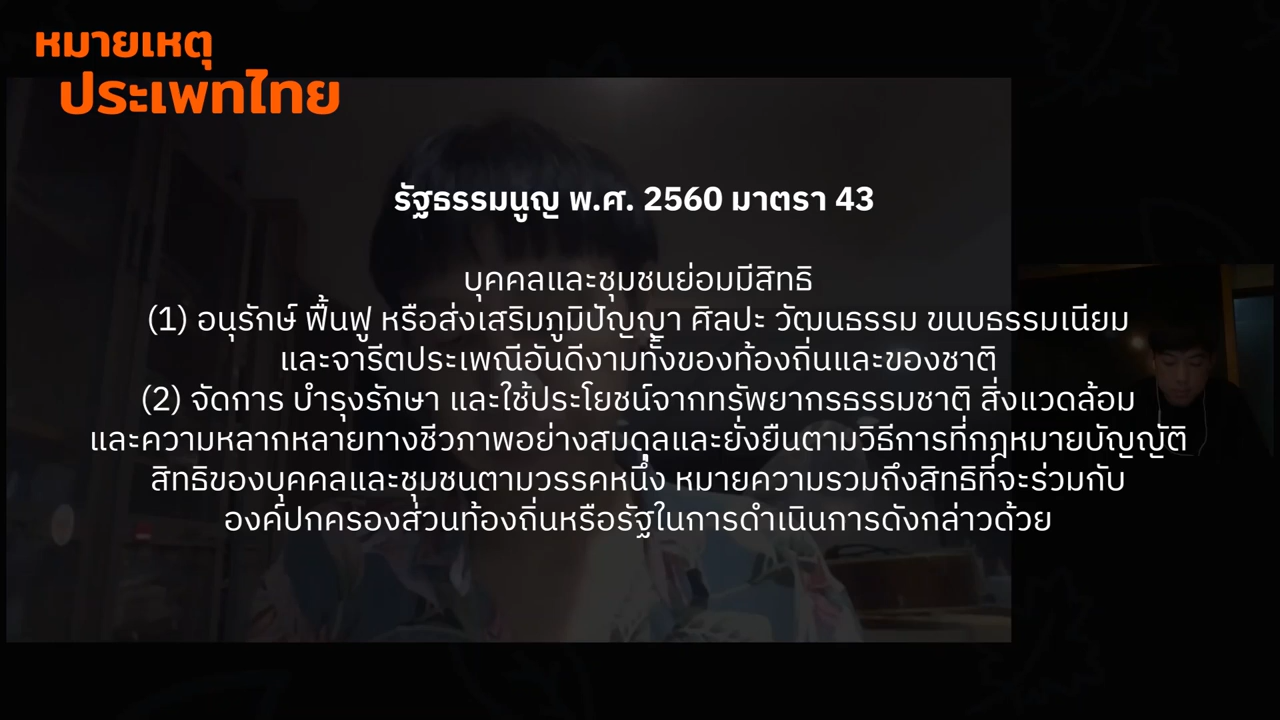 หมายเหตุ
ประเพทไทย
รัฐธรรมนูญ พ.ศ. 2560 มาตรา 43
บุคคลและชุมชนย่อมมีสิทธิ
(1) อนุรักษ์ ฟื้นฟู หรือส่งเสริมภูมิปัญญา ศิลปะ วัฒนธรรม ขนบธรรมเนียม
และจารีตประเพณีอันดีงามทั้งของท้องถิ่นและของชาติ
(2) จัดการ บำรุงรักษา และใช้ประโยชน์จากทรัพยากรธรรมชาติ สิ่งแวดล้อม
และความหลากหลายทางชีวภาพอย่างสมดุลและยั่งยืนตามวิธีการที่กฎหมายบัญญัติ
สิทธิของบุคคลและชุมชนตามวรรคหนึ่ง หมายความรวมถึงสิทธิที่จะร่วมกับ
องค์ปกครองส่วนท้องถิ่นหรือรัฐในการดำเนินการดังกล่าวด้วย